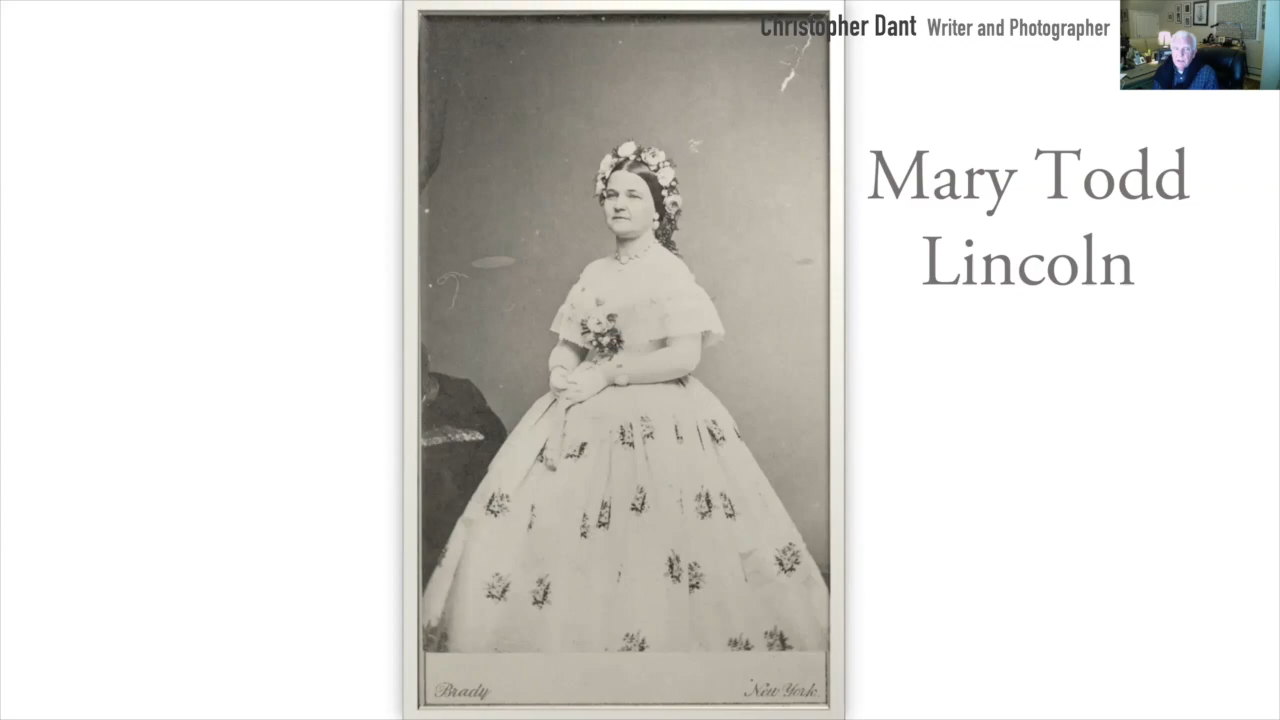 Christopher Dant Writer and Photographer
Mary Todd
Lincoln
Brady New York